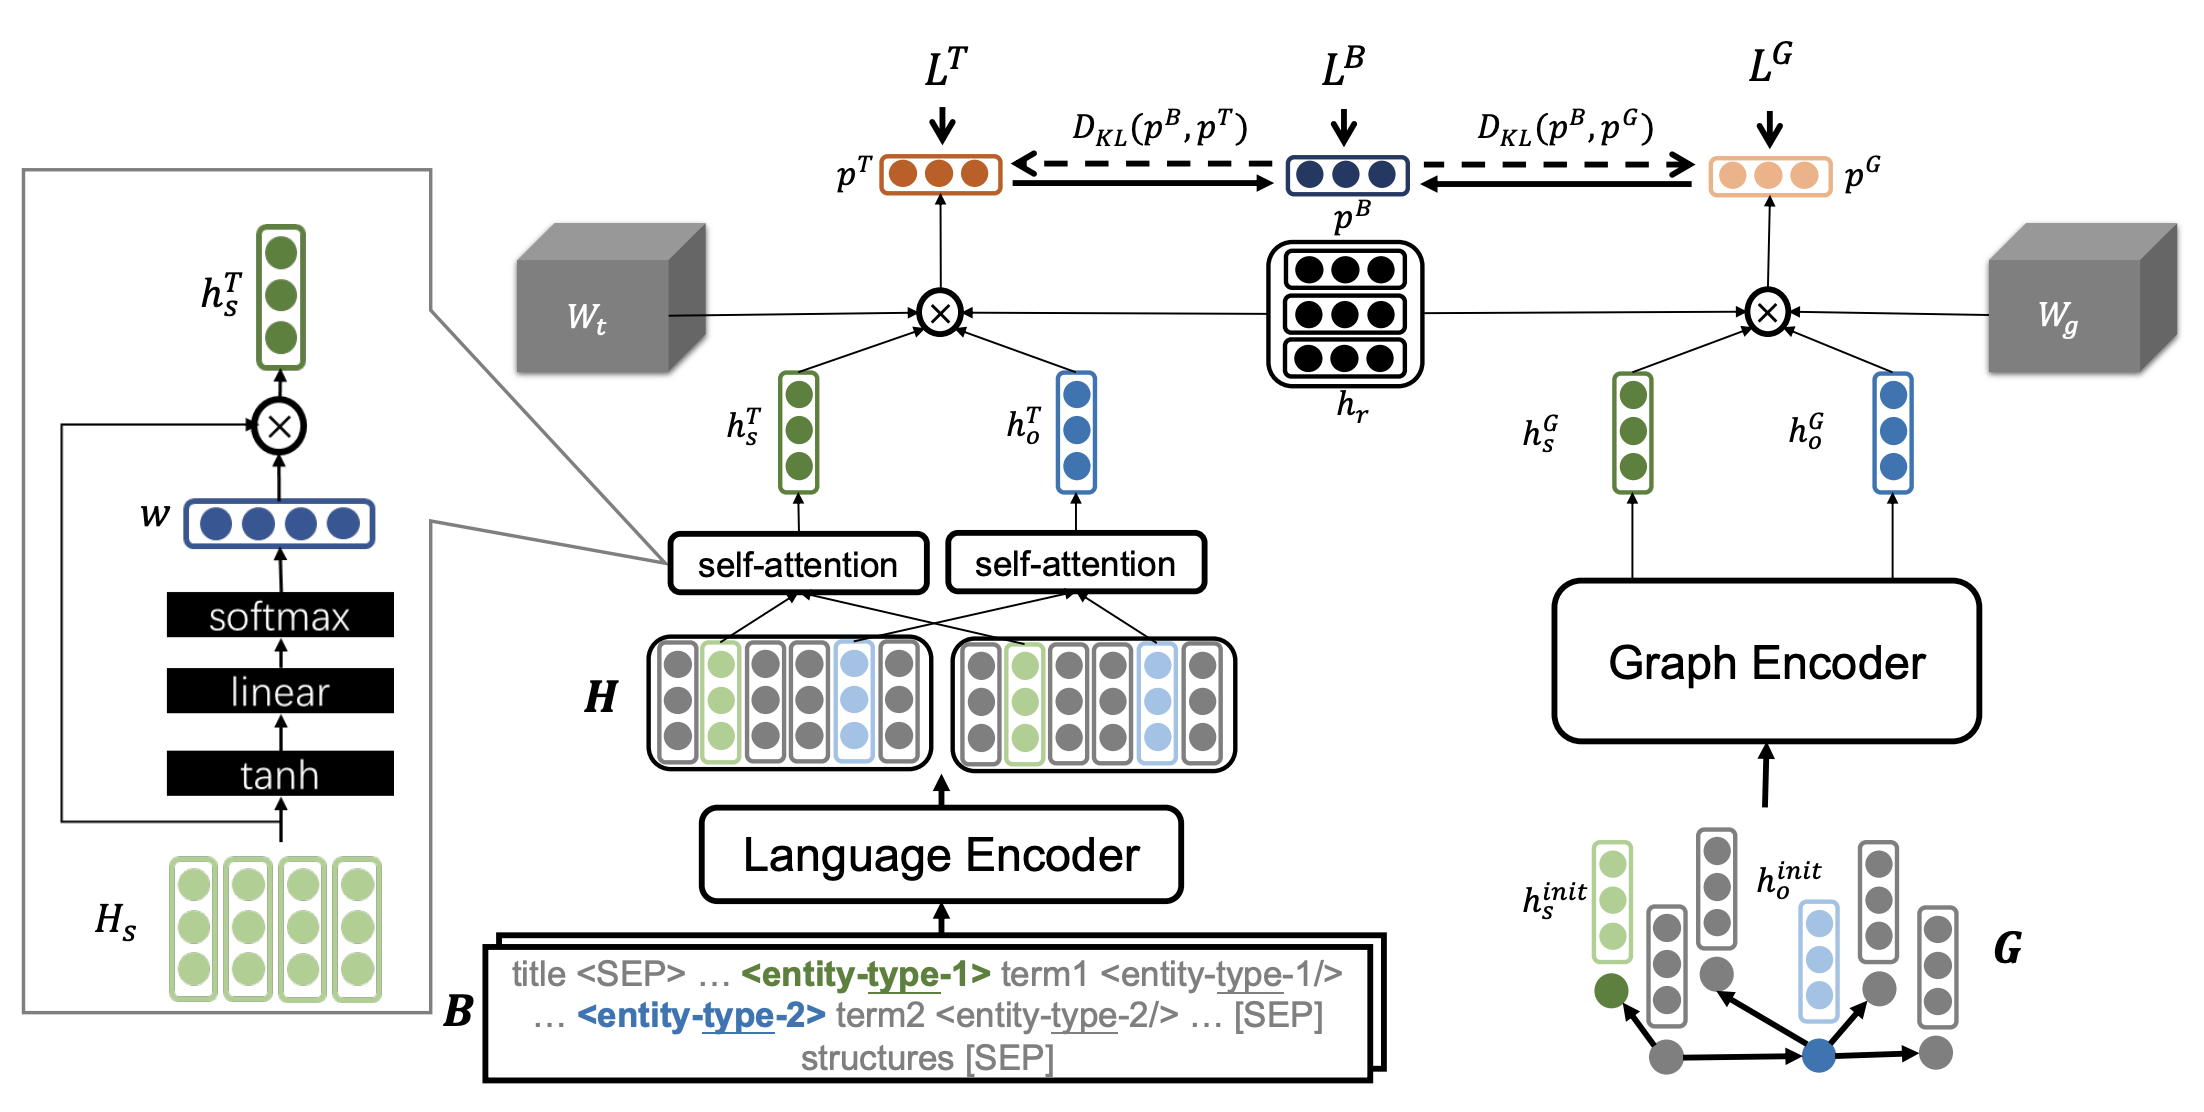 L^T
L^B
L^G
D_{KL}(p^B, p^T)
D_{KL}(p^B, p^G)
p^T
p^B
p^G
W_t
W_g
h_r
h_s^T
h_o^T
h_s^G
h_o^G
h_s^T
w
softmax
linear
tanh
H_s
self-attention
self-attention
H
Language Encoder
Graph Encoder
B
title <SEP> … <entity-type-1> term1 <entity-type-1/>
… <entity-type-2> term2 <entity-type-2/> … [SEP]
structures [SEP]
h_s^{init}
h_o^{init}
G